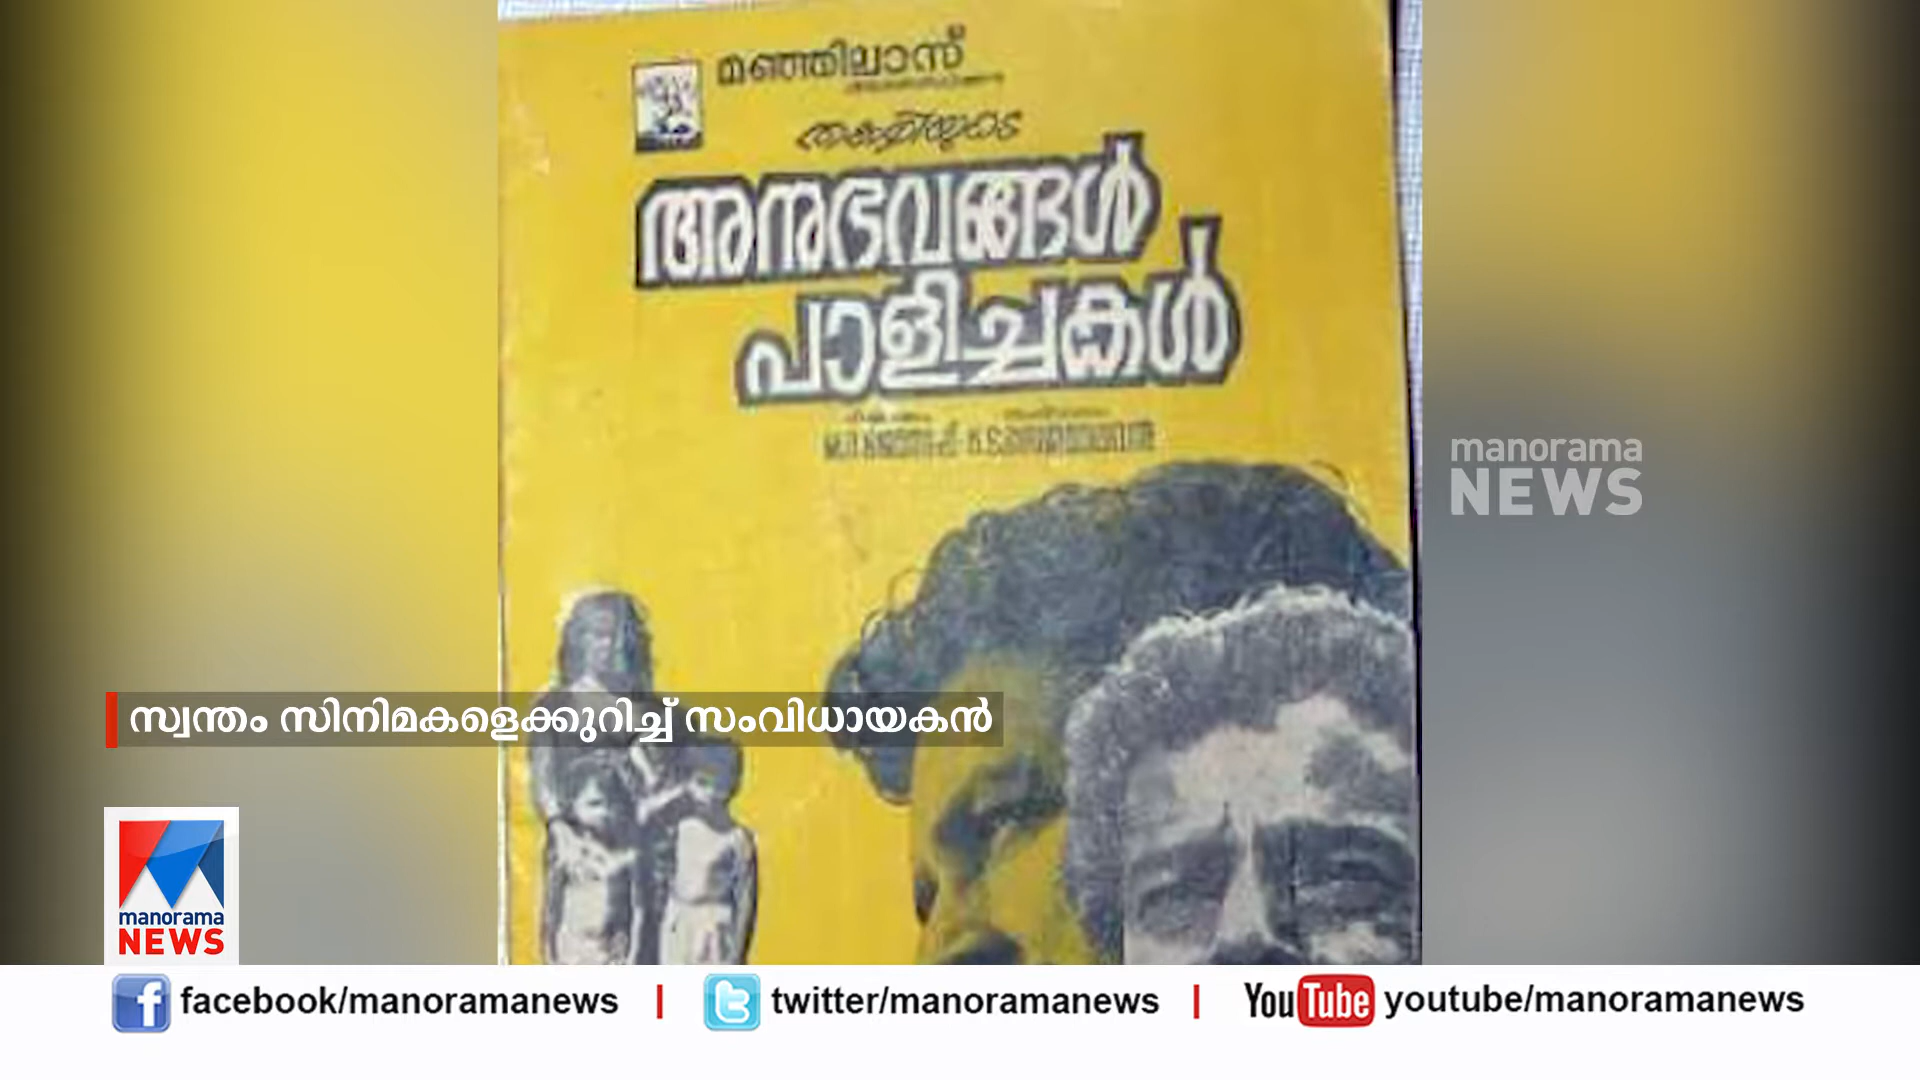 മഞ്ഞിലാസ്
തകഴിയുടെ
അനുഭവങ്ങൾ
പാളിച്ചകൾ
manorama
NEWS
സ്വന്തം സിനിമകളെക്കുറിച്ച് സംവിധായകൻ
manorama
NEWS
facebook/manoramanews | twitter/manoramanews | YouTube youtube/manoramanews